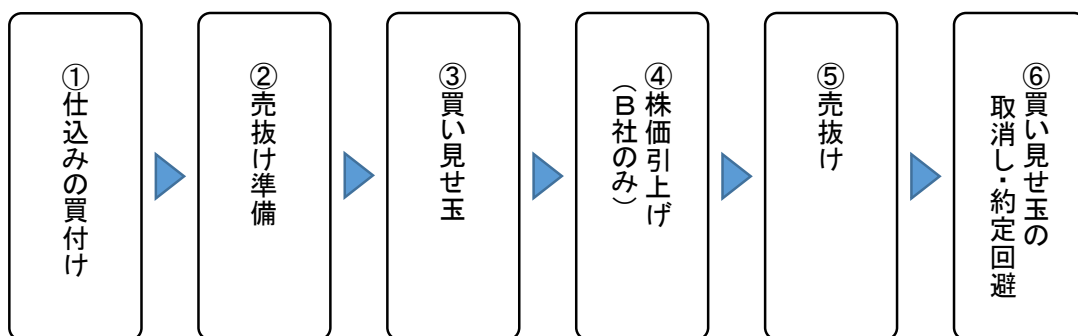 ①仕込みの買付け
②売抜け準備
③買い見せ玉
④株価引上げ
（Ｂ社のみ）
⑤売抜け
⑥買い見せ玉の
取消し・約定回避